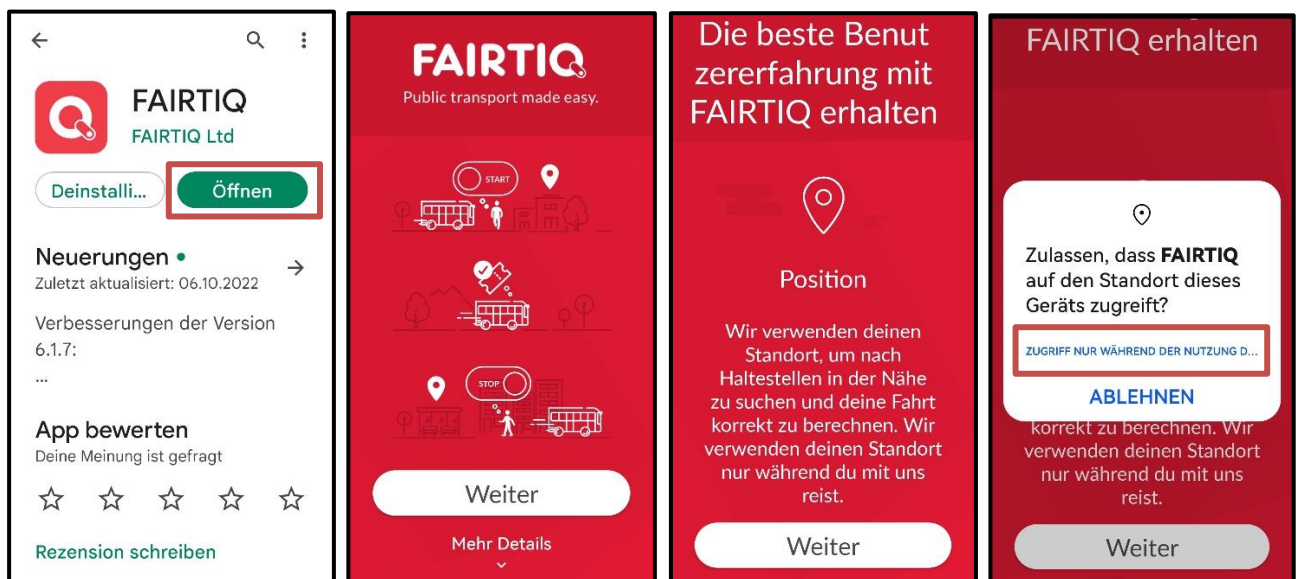 FAIRTIQ
FAIRTIQ Ltd
Deinstalli...
Öffnen
Neuerungen •
Zuletzt aktualisiert: 06.10.2022
Verbesserungen der Version
6.1.7:
...
App bewerten
Deine Meinung ist gefragt
Rezension schreiben
FAIRTIQ
Public transport made easy.
START
STOP
Weiter
Mehr Details
Die beste Benut
zererfahrung mit
FAIRTIQ erhalten
Position
Wir verwenden deinen
Standort, um nach
Haltestellen in der Nähe
zu suchen und deine Fahrt
korrekt zu berechnen. Wir
verwenden deinen Standort
nur während du mit uns
reist.
Weiter
FAIRTIQ erhalten
Zulassen, dass FAIRTIQ
auf den Standort dieses
Geräts zugreift?
ZUGRIFF NUR WÄHREND DER NUTZUNG D...
ABLEHNEN
korrekt zu berechnen. Wir
verwenden deinen Standort
nur während du mit uns
reist.
Weiter